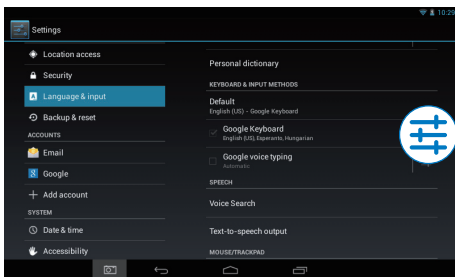 10:29
Settings
Location access
Security
Language & input
Backup & reset
ACCOUNTS
Email
Google
Add account
SYSTEM
Date & time
Accessibility
Personal dictionary
KEYBOARD & INPUT METHODS
Default
English (US) - Google Keyboard
Google Keyboard
English (US), Esperanto, Hungarian
Google voice typing
Automatic
SPEECH
Voice Search
Text-to-speech output
MOUSE/TRACKPAD